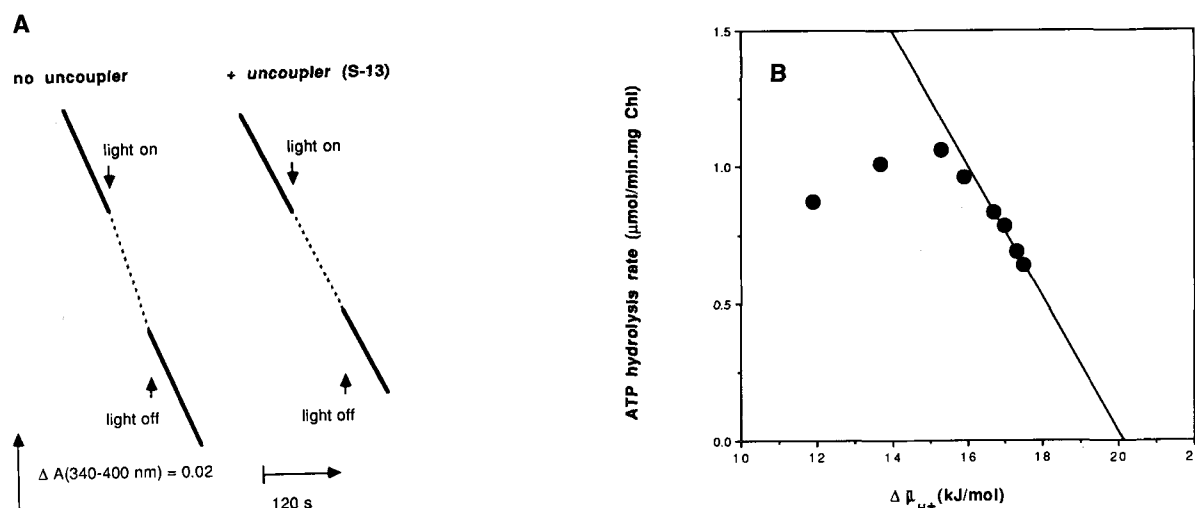 A
no uncoupler
+ uncoupler (S-13)
light on
light on
light off
light off
Δ A(340-400 nm) = 0.02
120 s
B
ATP hydrolysis rate (μmol/min.mg Chl)
1.5
1.0
0.5
0.0
10 12 14 16 18 20 2
Δ μ̃H+ (kJ/mol)